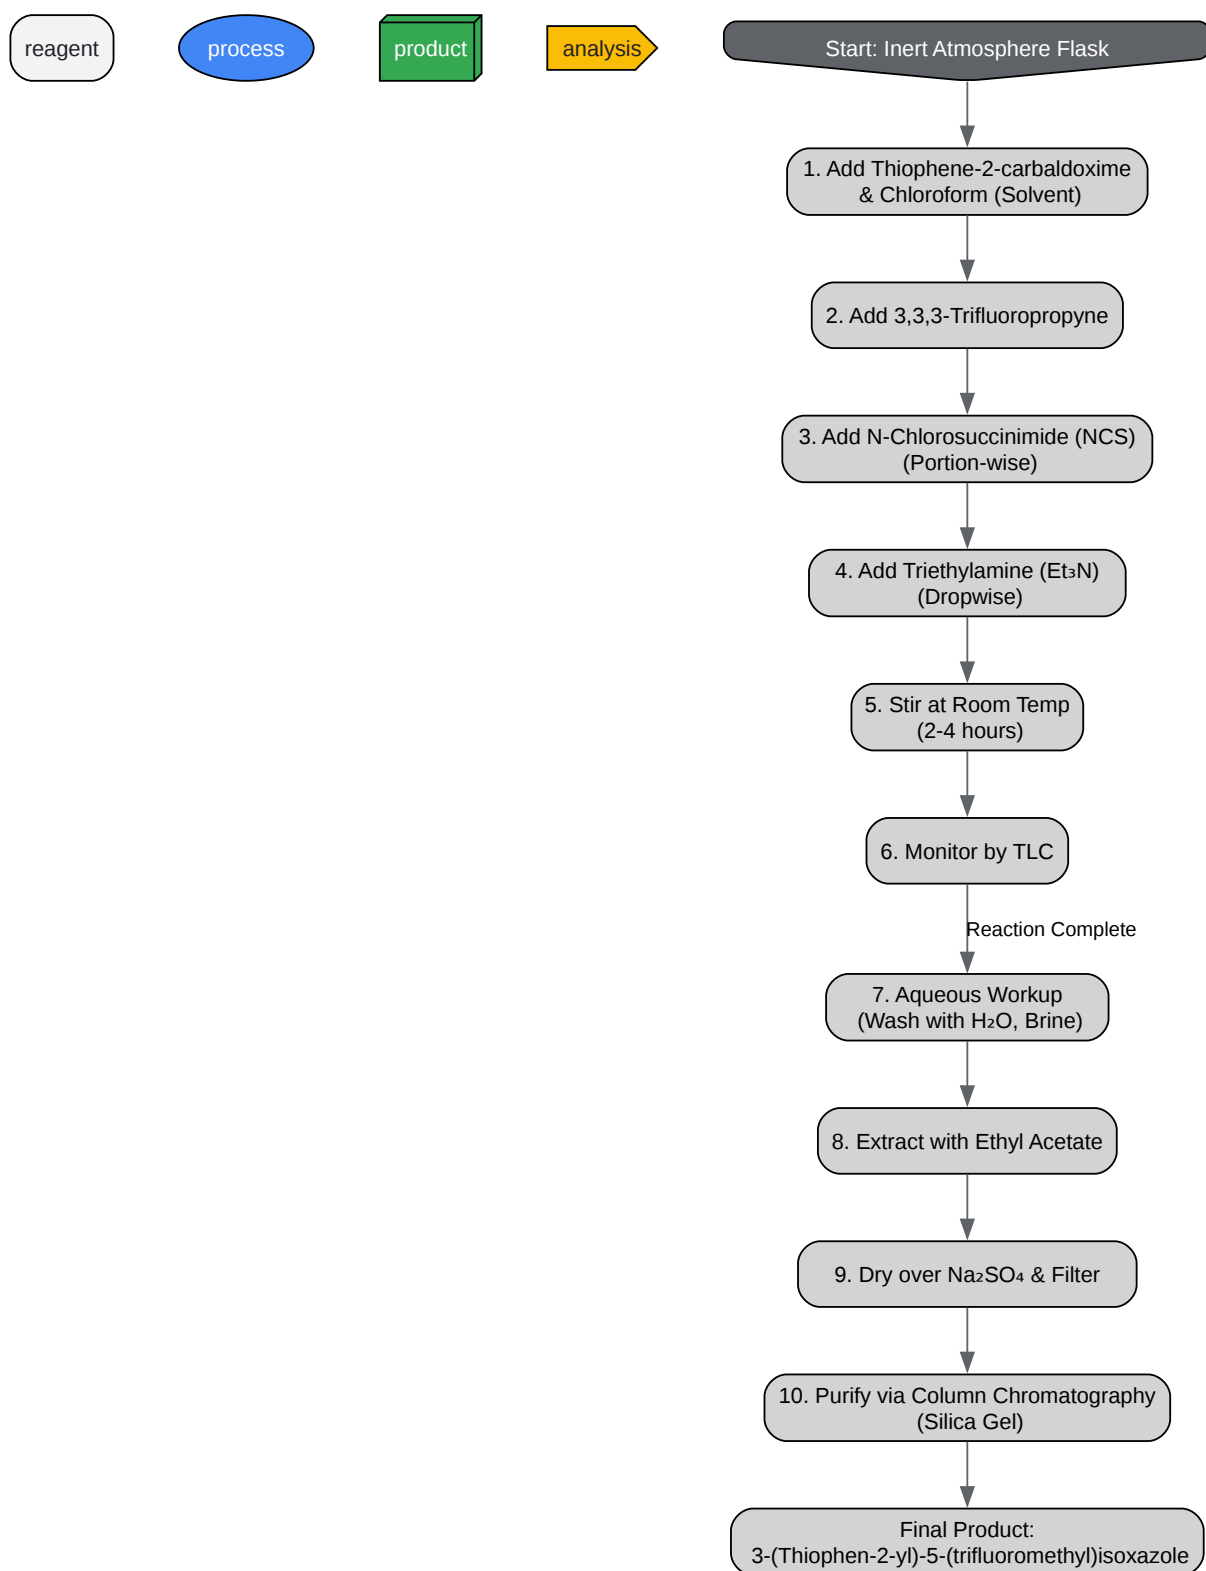 reagent
process
product
analysis
Start: Inert Atmosphere Flask
1. Add Thiophene-2-carbaldoxime
& Chloroform (Solvent)
2. Add 3,3,3-Trifluoropropyne
3. Add N-Chlorosuccinimide (NCS)
(Portion-wise)
4. Add Triethylamine (Et₃N)
(Dropwise)
5. Stir at Room Temp
(2-4 hours)
6. Monitor by TLC
Reaction Complete
7. Aqueous Workup
(Wash with H₂O, Brine)
8. Extract with Ethyl Acetate
9. Dry over Na₂SO₄ & Filter
10. Purify via Column Chromatography
(Silica Gel)
Final Product:
3-(Thiophen-2-yl)-5-(trifluoromethyl)isoxazole